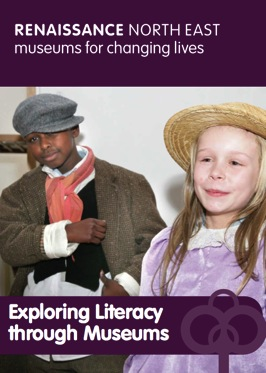 RENAISSANCE NORTH EAST
museums for changing lives
Exploring Literacy
through Museums